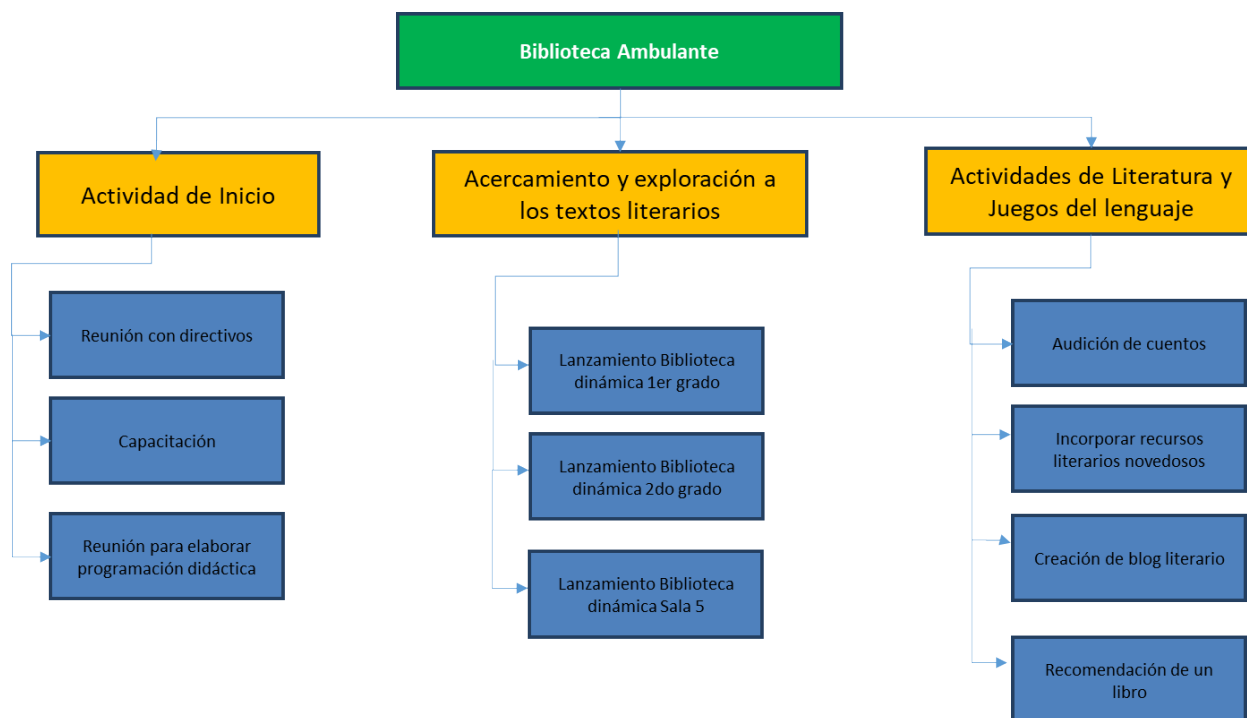 Biblioteca Ambulante
Actividad de Inicio
Reunión con directivos
Capacitación
Reunión para elaborar
programación didáctica
Acercamiento y exploración a
los textos literarios
Lanzamiento Biblioteca
dinámica 1er grado
Lanzamiento Biblioteca
dinámica 2do grado
Lanzamiento Biblioteca
dinámica Sala 5
Actividades de Literatura y
Juegos del lenguaje
Audición de cuentos
Incorporar recursos
literarios novedosos
Creación de blog literario
Recomendación de un
libro